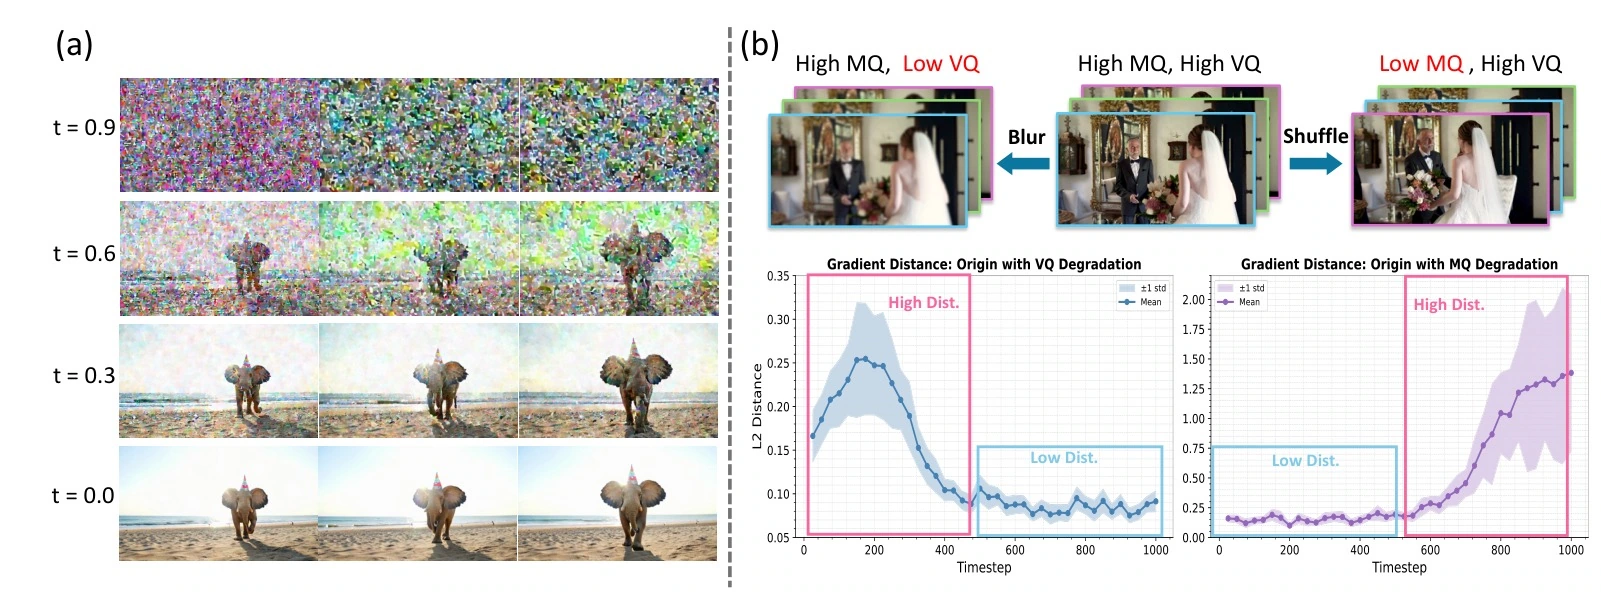 (a)
t = 0.9
t = 0.6
t = 0.3
t = 0.0
(b)
High MQ, Low VQ
High MQ, High VQ
Low MQ , High VQ
Blur
Shuffle
Gradient Distance: Origin with VQ Degradation
L2 Distance
0.35
0.30
0.25
0.20
0.15
0.10
0.05
High Dist.
±1 std
Mean
Low Dist.
0 200 400 600 800 1000
Timestep
Gradient Distance: Origin with MQ Degradation
2.00
1.75
1.50
1.25
1.00
0.75
0.50
0.25
0.00
±1 std
Mean
High Dist.
Low Dist.
0 200 400 600 800 1000
Timestep